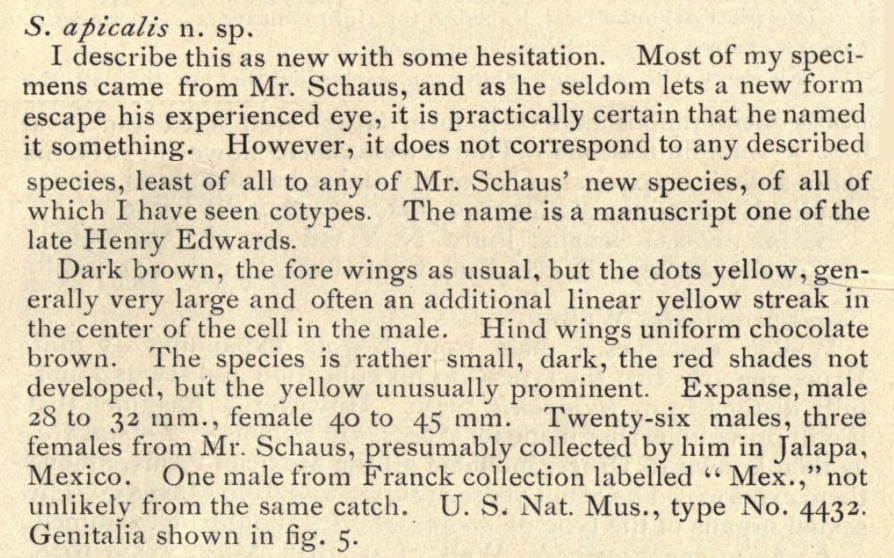 S. apicalis n. sp.
I describe this as new with some hesitation. Most of my speci-
mens came from Mr. Schaus, and as he seldom lets a new form
escape his experienced eye, it is practically certain that he named
it something. However, it does not correspond to any described
species, least of all to any of Mr. Schaus' new species, of all of
which I have seen cotypes. The name is a manuscript one of the
late Henry Edwards.
Dark brown, the fore wings as usual, but the dots yellow, gen-
erally very large and often an additional linear yellow streak in
the center of the cell in the male. Hind wings uniform chocolate
brown. The species is rather small, dark, the red shades not
developed, but the yellow unusually prominent. Expanse, male
28 to 32 mm., female 40 to 45 mm. Twenty-six males, three
females from Mr. Schaus, presumably collected by him in Jalapa,
Mexico. One male from Franck collection labelled “ Mex.,” not
unlikely from the same catch. U. S. Nat. Mus., type No. 4432.
Genitalia shown in fig. 5.